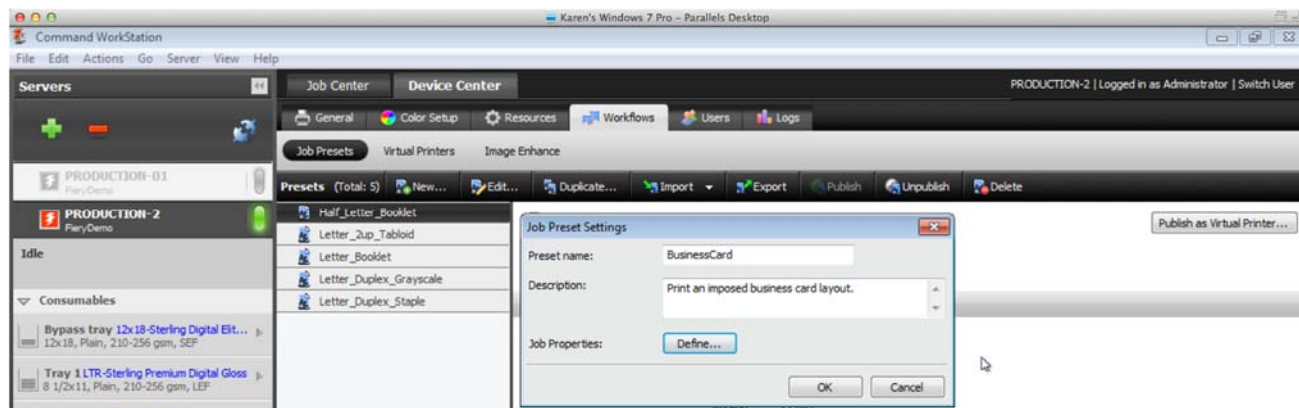 Karen's Windows 7 Pro - Parallels Desktop
Command WorkStation
File Edit Actions Go Server View Help
Servers
Job Center Device Center
PRODUCTION-2 | Logged in as Administrator | Switch User
General Color Setup Resources Workflows Users Logs
Job Presets Virtual Printers Image Enhance
PRODUCTION-01
FieryDemo
Presets (Total: 5) New... Edit... Duplicate... Import Export Publish Unpublish Delete
PRODUCTION-2
FieryDemo
Idle
Consumables
Bypass tray 12x18-Sterling Digital Elit...
12x18, Plain, 210-256 gsm, SEF
Tray 1 LTR-Sterling Premium Digital Gloss
8 1/2x11, Plain, 210-256 gsm, LEF
Half_Letter_Booklet
Letter_2up_Tabloid
Letter_Booklet
Letter_Duplex_Grayscale
Letter_Duplex_Staple
Publish as Virtual Printer...
Job Preset Settings
Preset name: BusinessCard
Description: Print an imposed business card layout.
Job Properties: Define...
OK Cancel